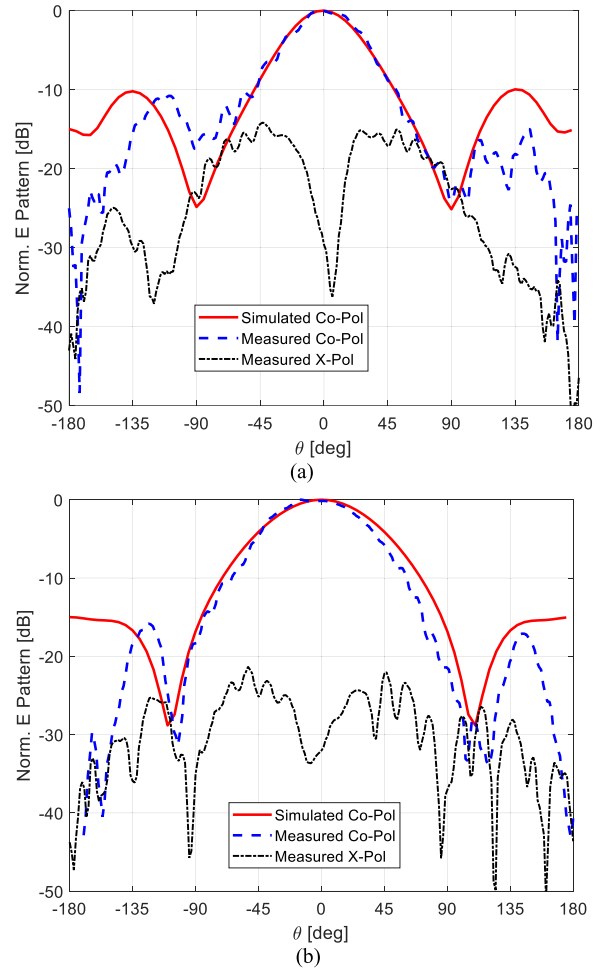 0
-10
-20
-30
-40
-50
Norm. E Pattern [dB]
Simulated Co-Pol
Measured Co-Pol
Measured X-Pol
-180 -135 -90 -45 0 45 90 135 180
θ [deg]
(a)
0
-10
-20
-30
-40
-50
Norm. E Pattern [dB]
Simulated Co-Pol
Measured Co-Pol
Measured X-Pol
-180 -135 -90 -45 0 45 90 135 180
θ [deg]
(b)